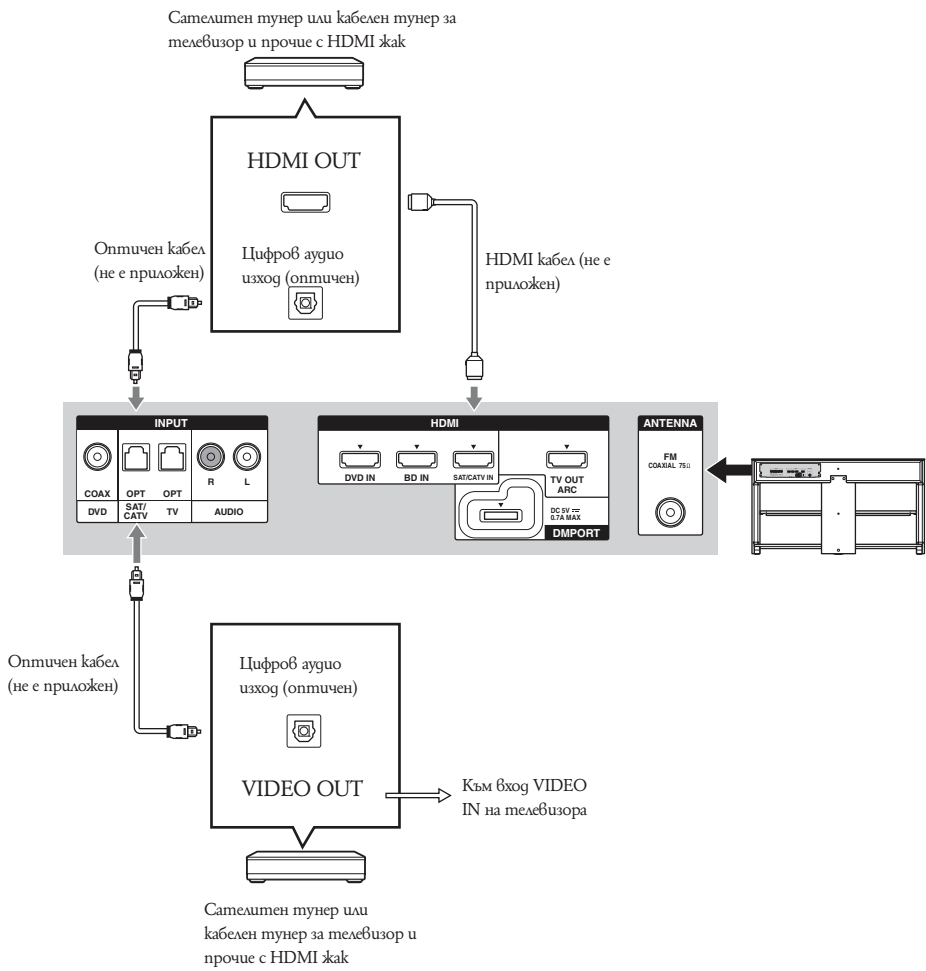 Сателитен тунер или кабелен тунер за
телевизор и прочие с HDMI жак
HDMI OUT
Оптичен кабел
(не е приложен)
Цифров аудио
изход (оптичен)
HDMI кабел (не е
приложен)
INPUT
COAX
OPT
OPT
R
L
DVD
SAT/
CATV
TV
AUDIO
HDMI
DVD IN
BD IN
SAT/CATV IN
TV OUT
ARC
DC 5V ⎓
0.7A MAX
DMPORT
ANTENNA
FM
COAXIAL 75Ω
Оптичен кабел
(не е приложен)
Цифров аудио
изход (оптичен)
VIDEO OUT
Към вход VIDEO
IN на телевизора
Сателитен тунер или
кабелен тунер за телевизор и
прочие с HDMI жак